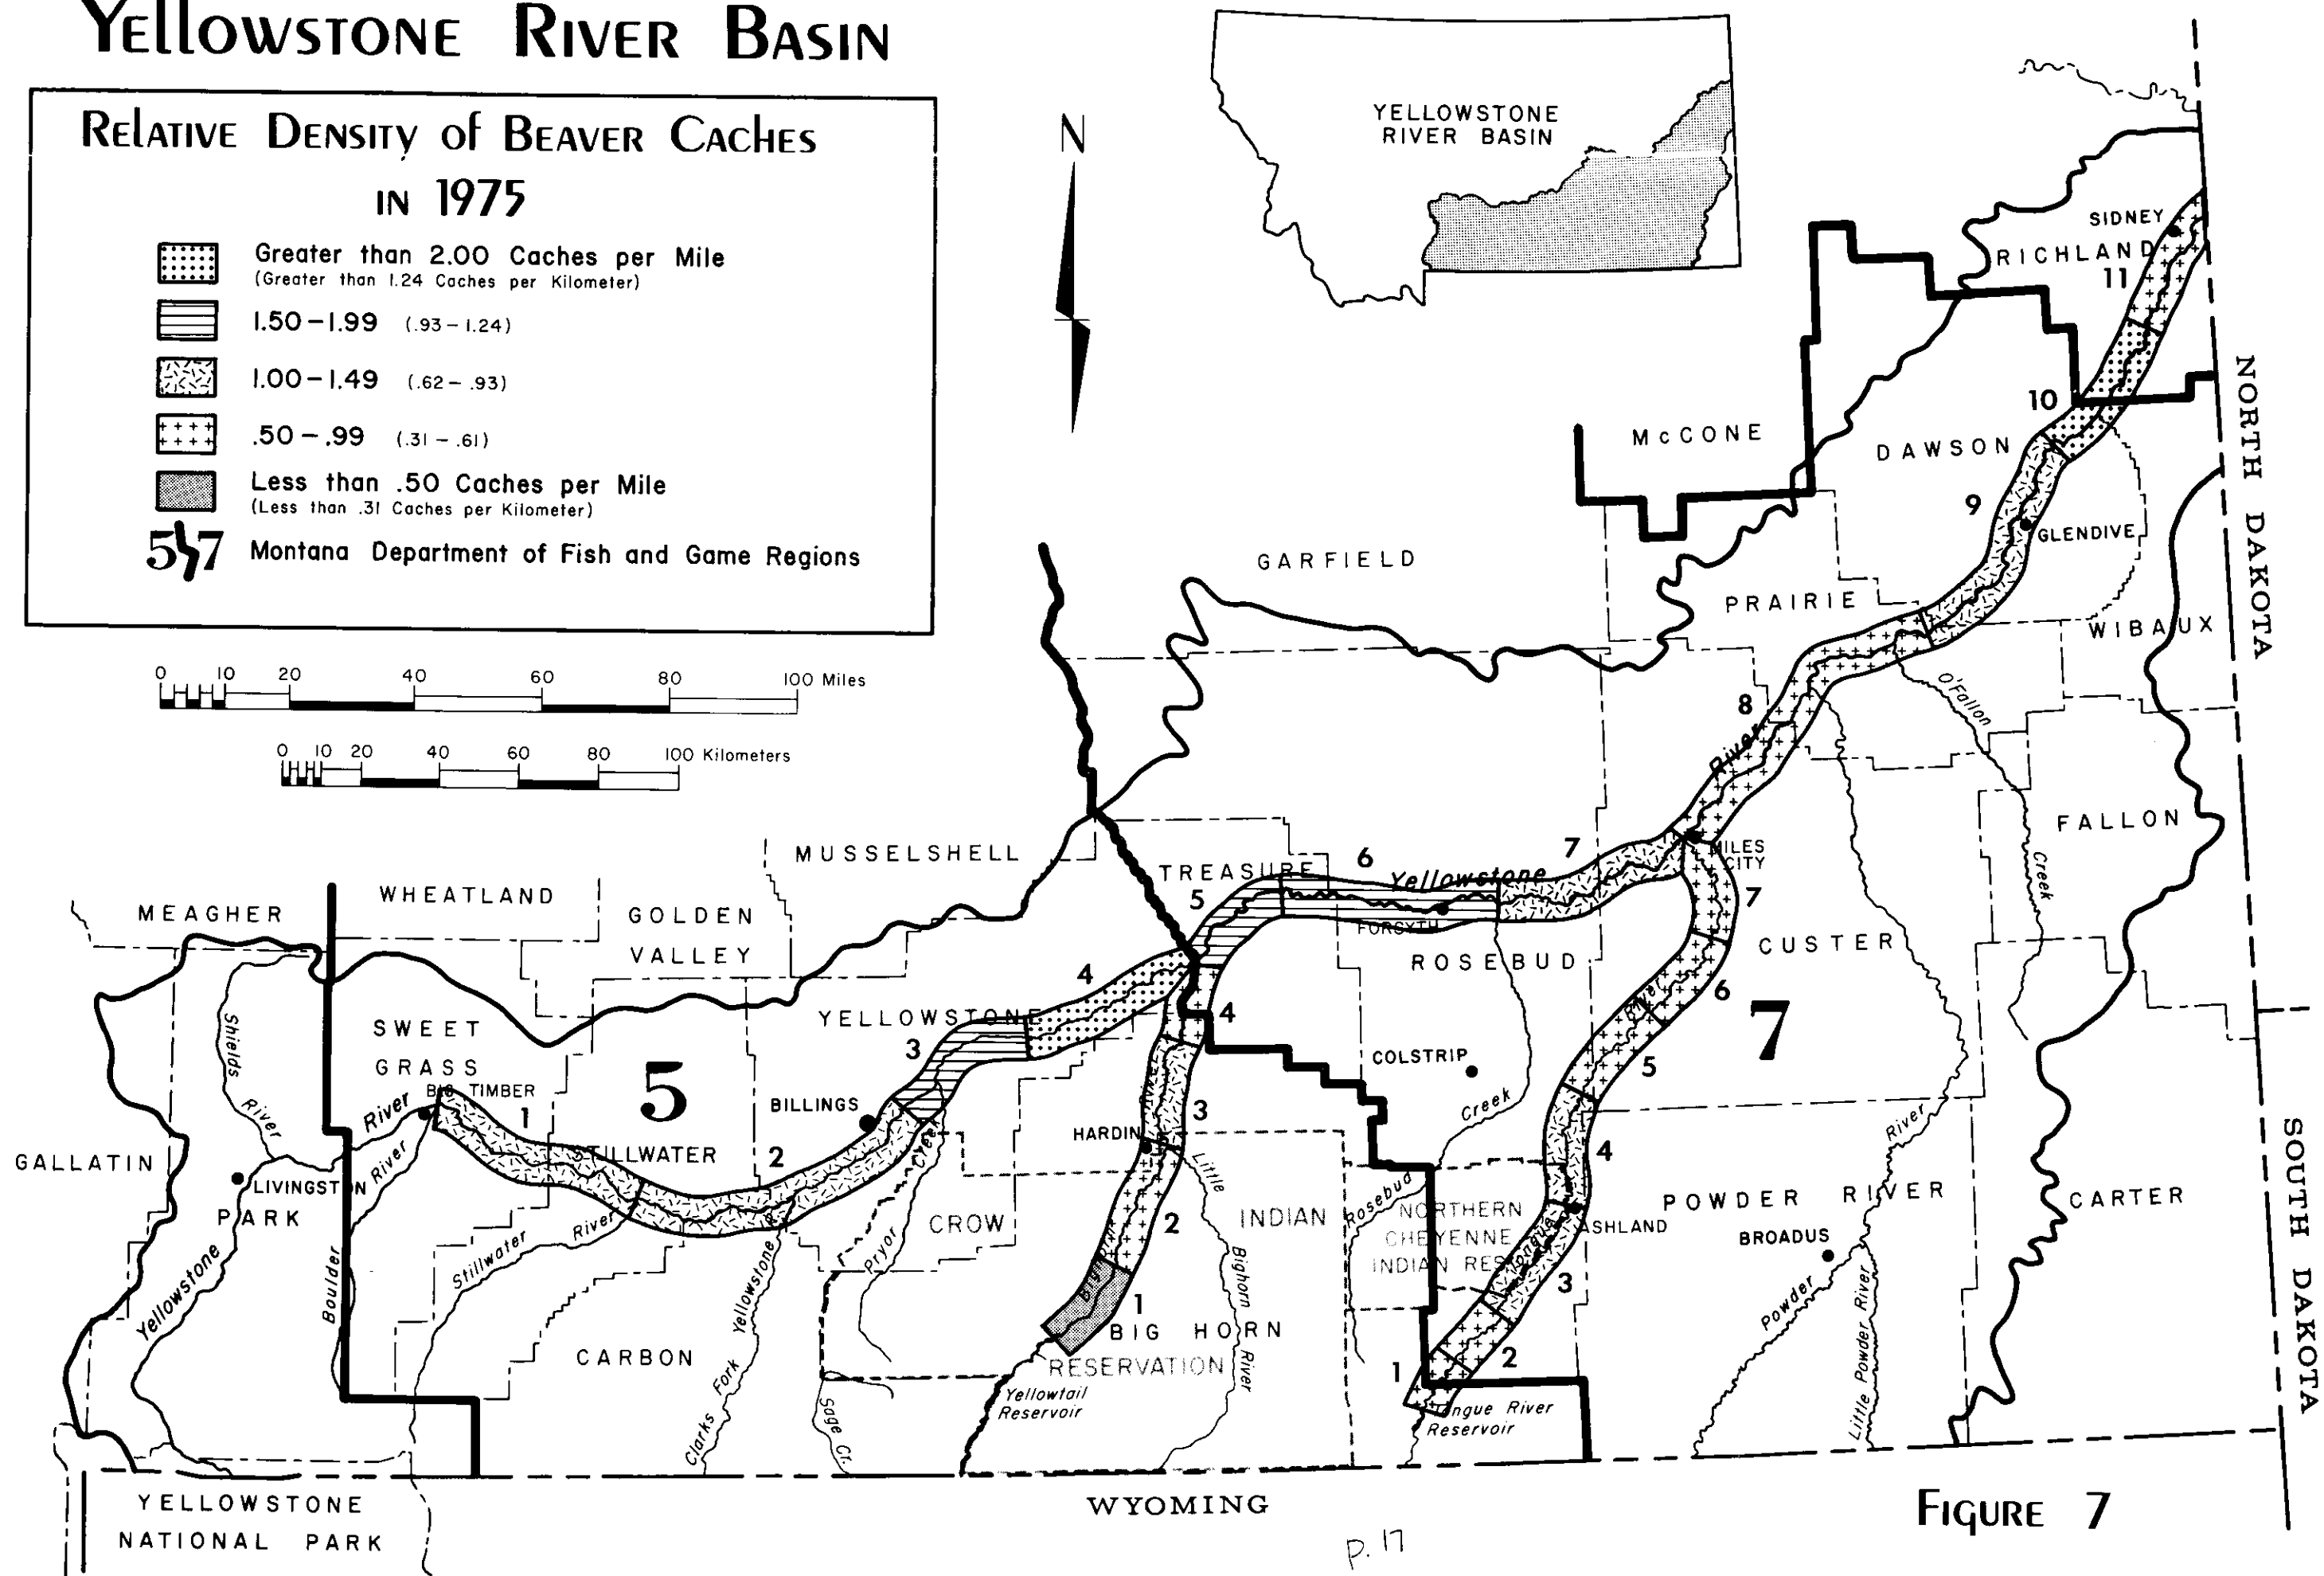 YEllOWSTONE RIVER BASIN
RElATIVE DENSITY of BEAVER CACHES
IN 1975
Greater than 2.00 Caches per Mile
(Greater than 1.24 Caches per Kilometer)
1.50-1.99 (.93-1.24)
1.00-1.49 (.62-.93)
.50-.99 (.31-.61)
Less than .50 Caches per Mile
(Less than .31 Caches per Kilometer)
5 7 Montana Department of Fish and Game Regions
0 10 20 40 60 80 100 Miles
0 10 20 40 60 80 100 Kilometers
N
YELLOWSTONE
RIVER BASIN
SIDNEY
RICHLAND
11
10
NORTH DAKOTA
McCONE
DAWSON
9
GLENDIVE
GARFIELD
PRAIRIE
WIBAUX
O'Fallon
Creek
8
River
FALLON
MUSSELSHELL
TREASURE
6
7
Yellowstone
MILES
CITY
5
FORSYTH
7
MEAGHER
WHEATLAND
GOLDEN
VALLEY
ROSEBUD
CUSTER
4
6
7
YELLOWSTONE
4
3
SWEET
GRASS
Shields
River
5
COLSTRIP
River
5
BIG TIMBER
1
River
BILLINGS
Creek
3
HARDIN
River
GALLATIN
STILLWATER
2
Creek
4
LIVINGSTON
PARK
River
Little
Bighorn
River
Rosebud
NORTHERN
CHEYENNE
INDIAN RES
POWDER RIVER
CARTER
SOUTH DAKOTA
CROW
INDIAN
2
ASHLAND
BROADUS
Yellowstone
Boulder
Stillwater River
Yellowstone
Clarks Fork
Pryor
Big
Tongue
3
Powder
River
Little Powder River
1
BIG HORN
RESERVATION
CARBON
Sage Cr.
Yellowtail
Reservoir
1
2
Tongue River
Reservoir
YELLOWSTONE
NATIONAL PARK
WYOMING
FIGURE 7
p. 17